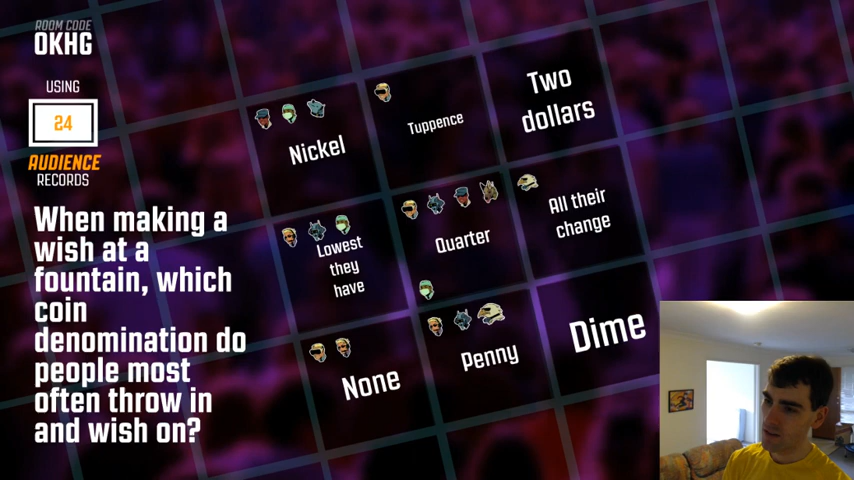 ROOM CODE
OKHG
USING
24
AUDIENCE
RECORDS
When making a
wish at a
fountain, which
coin
denomination do
people most
often throw in
and wish on?
Nickel
Tuppence
Two
dollars
Lowest
they
have
Quarter
All their
change
None
Penny
Dime